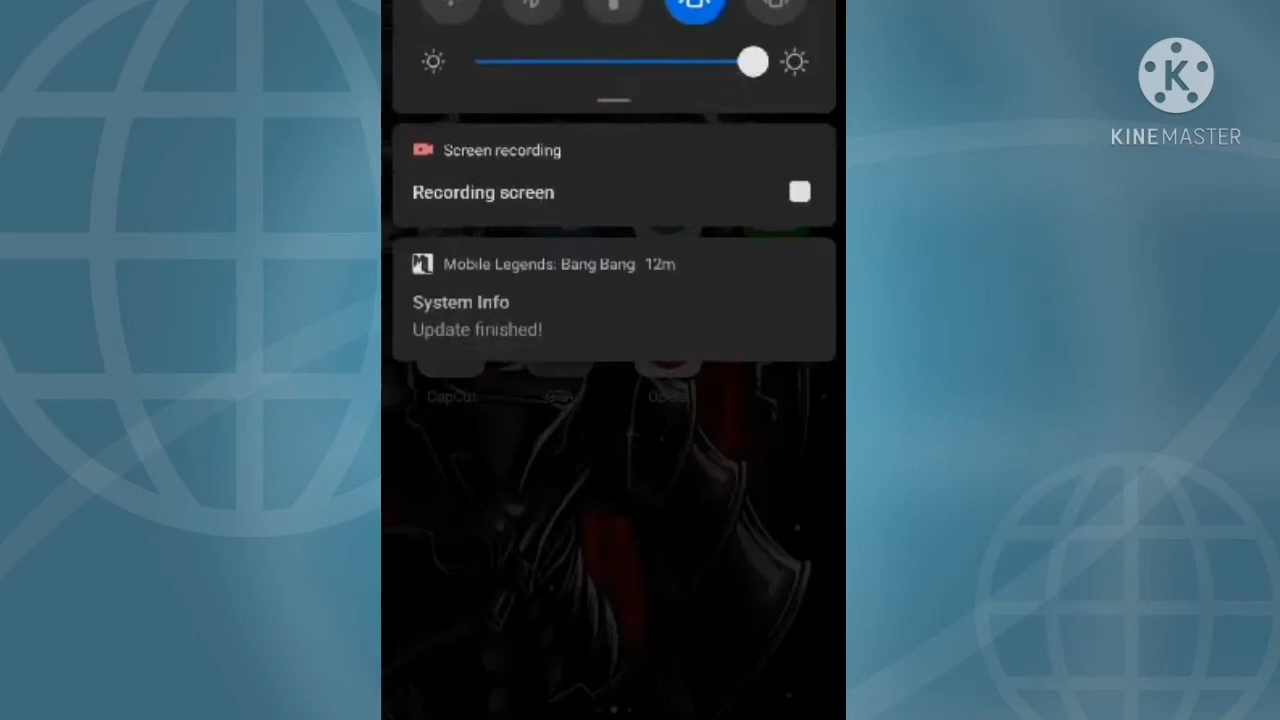 K
KINEMASTER
Screen recording
Recording screen
Mobile Legends: Bang Bang 12m
System Info
Update finished!
CapCut
Opera